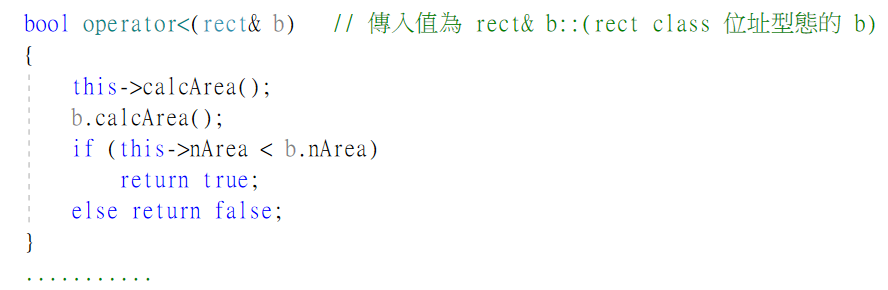 bool operator<(rect& b)   // 傳入值為 rect& b::(rect class 位址型態的 b)
{
    this->calcArea();
    b.calcArea();
    if (this->nArea < b.nArea)
        return true;
    else return false;
}
...........